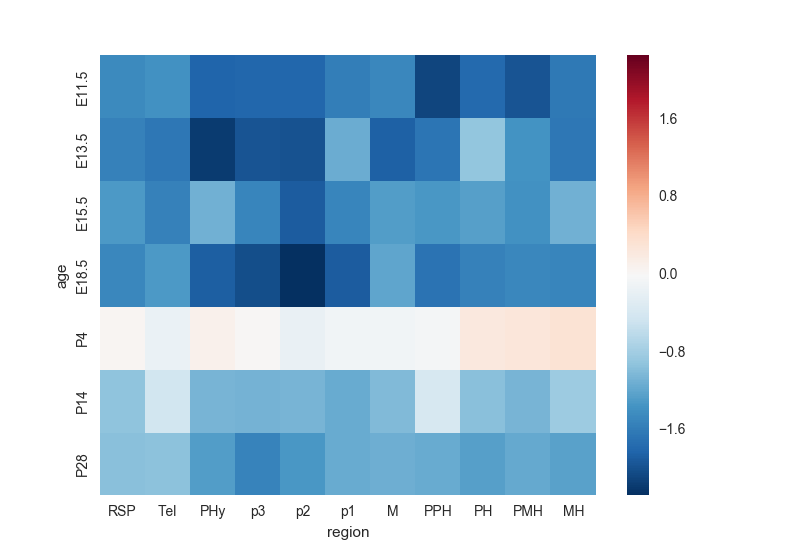 E11.5
E13.5
E15.5
E18.5
P4
P14
P28
age
RSP Tel PHy p3 p2 p1 M PPH PH PMH MH
region
1.6
0.8
0.0
−0.8
−1.6